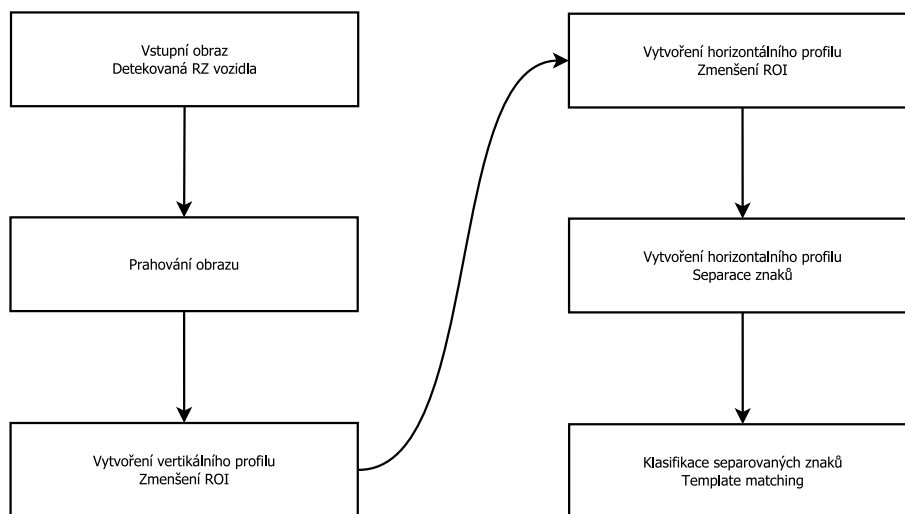 Vstupní obraz
Detekovaná RZ vozidla
Prahování obrazu
Vytvoření vertikálního profilu
Zmenšení ROI
Vytvoření horizontálního profilu
Zmenšení ROI
Vytvoření horizontalního profilu
Separace znaků
Klasifikace separovaných znaků
Template matching